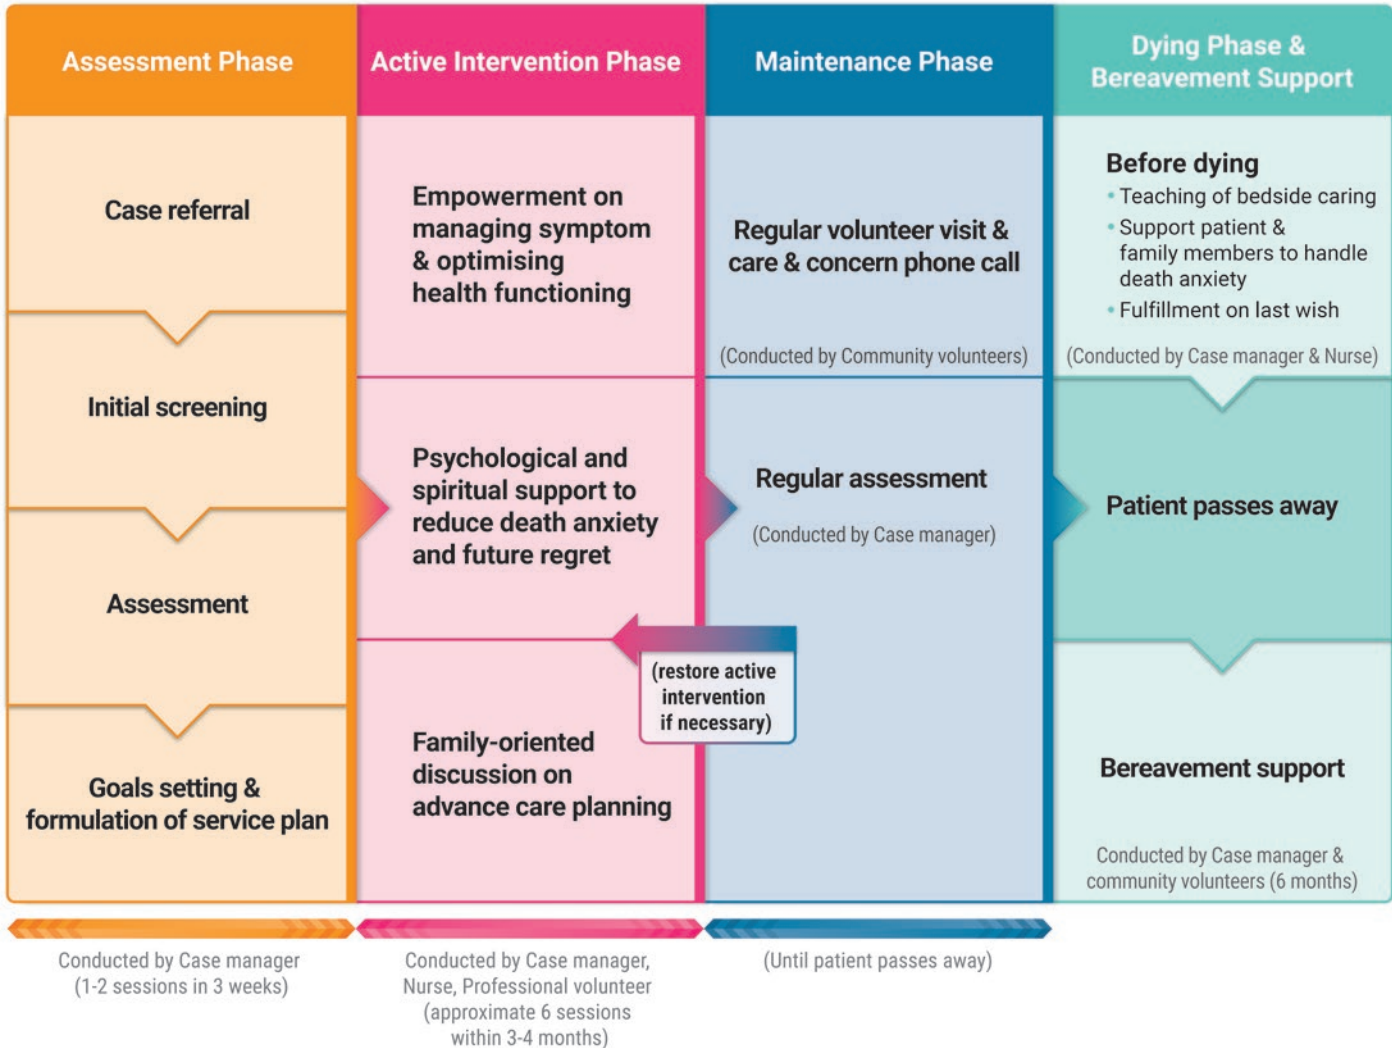 Assessment Phase
Case referral
Initial screening
Assessment
Goals setting &
formulation of service plan
Conducted by Case manager
(1-2 sessions in 3 weeks)
Active Intervention Phase
Empowerment on
managing symptom
& optimising
health functioning
Psychological and
spiritual support to
reduce death anxiety
and future regret
Family-oriented
discussion on
advance care planning
Conducted by Case manager,
Nurse, Professional volunteer
(approximate 6 sessions
within 3-4 months)
Maintenance Phase
Regular volunteer visit &
care & concern phone call
(Conducted by Community volunteers)
Regular assessment
(Conducted by Case manager)
(restore active
intervention
if necessary)
(Until patient passes away)
Dying Phase &
Bereavement Support
Before dying
• Teaching of bedside caring
• Support patient &
family members to handle
death anxiety
• Fulfillment on last wish
(Conducted by Case manager & Nurse)
Patient passes away
Bereavement support
Conducted by Case manager &
community volunteers (6 months)